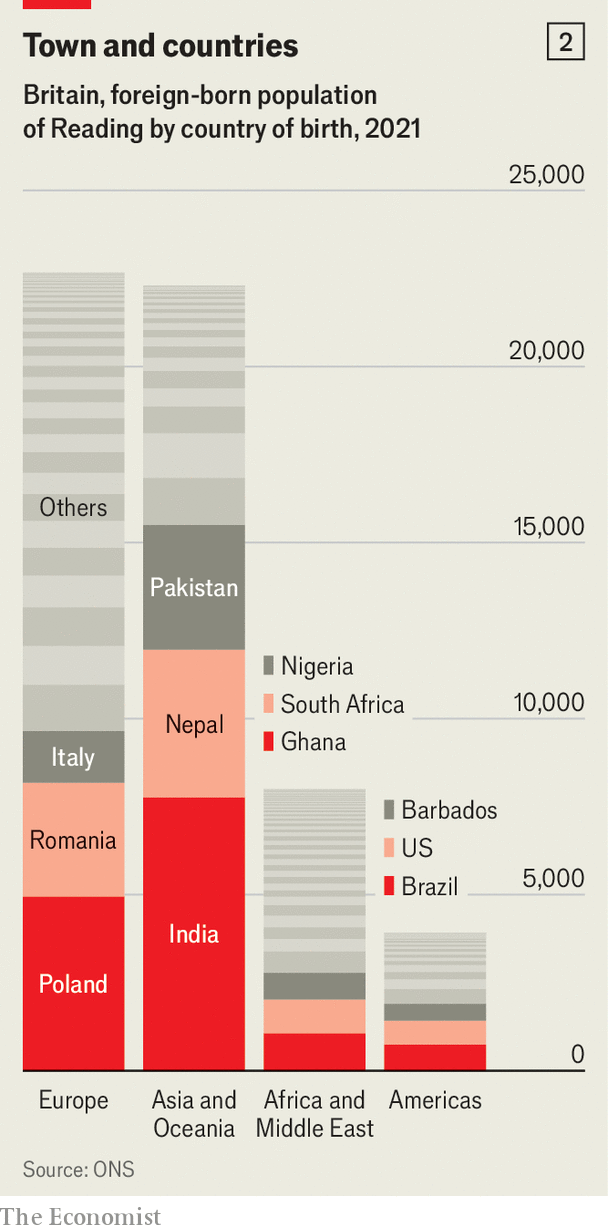 Town and countries
2
Britain, foreign-born population
of Reading by country of birth, 2021
25,000
20,000
15,000
10,000
5,000
0
Others
Italy
Romania
Poland
Pakistan
Nepal
India
Nigeria
South Africa
Ghana
Barbados
US
Brazil
Europe
Asia and
Oceania
Africa and
Middle East
Americas
Source: ONS
The Economist